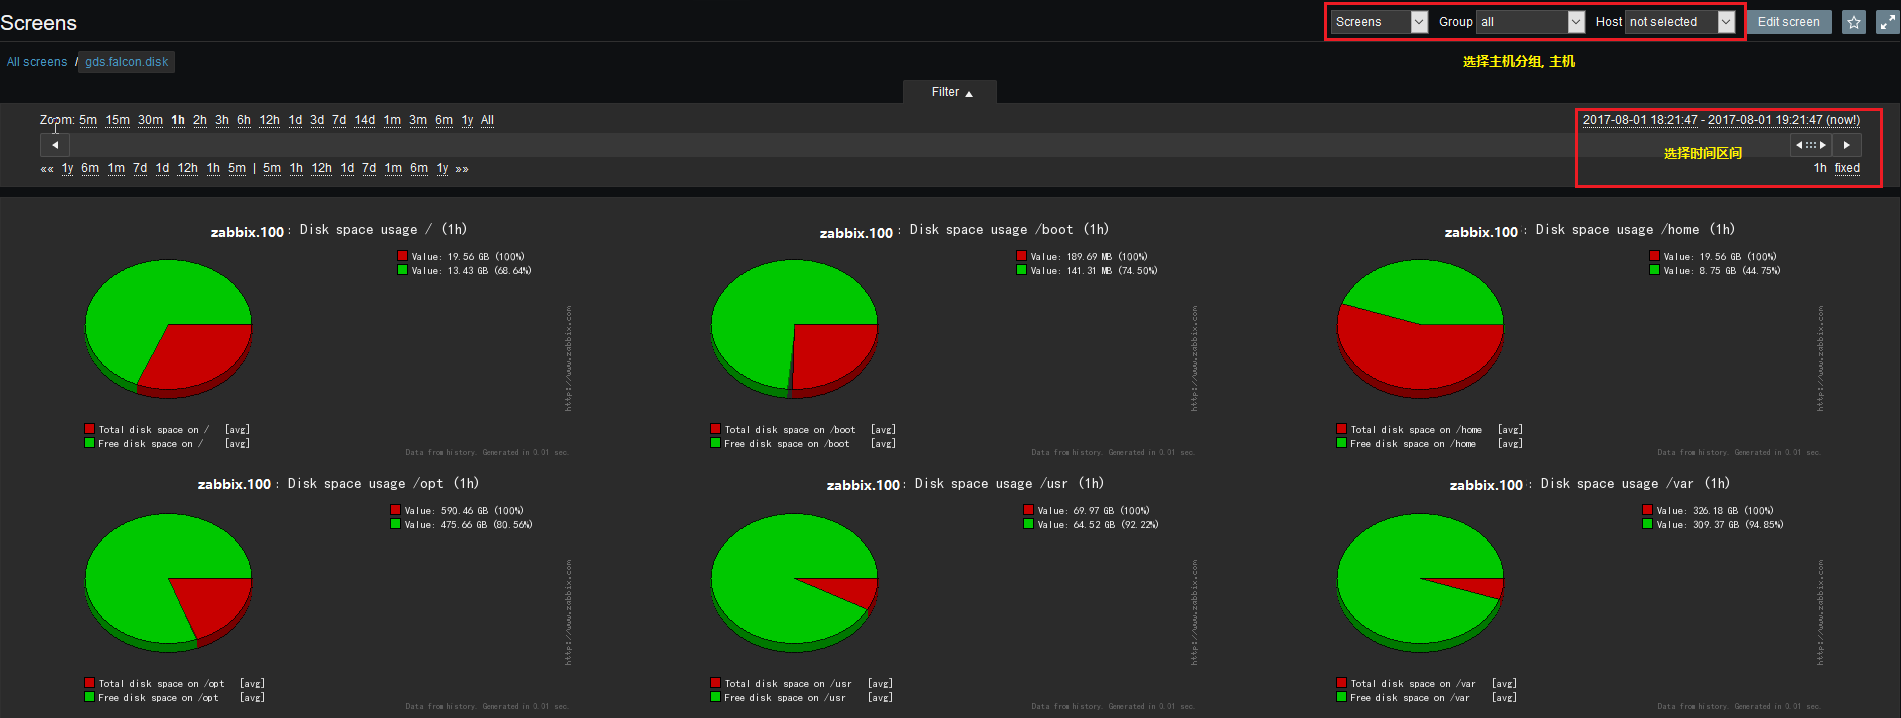 Screens
Screens Group all Host not selected Edit screen
All screens / gds.falcon.disk
选择主机分组, 主机
Filter ▲
Zoom: 5m 15m 30m 1h 2h 3h 6h 12h 1d 3d 7d 14d 1m 3m 6m 1y All
2017-08-01 18:21:47 - 2017-08-01 19:21:47 (now!)
选择时间区间
«« 1y 6m 1m 7d 1d 12h 1h 5m | 5m 1h 12h 1d 7d 1m 6m 1y »»
1h fixed
zabbix.100 : Disk space usage / (1h)
Value: 19.56 GB (100%)
Value: 13.43 GB (68.64%)
http://www.zabbix.com
Total disk space on / [avg]
Free disk space on / [avg]
Data from history. Generated in 0.01 sec.
zabbix.100 : Disk space usage /boot (1h)
Value: 189.69 MB (100%)
Value: 141.31 MB (74.50%)
http://www.zabbix.com
Total disk space on /boot [avg]
Free disk space on /boot [avg]
Data from history. Generated in 0.01 sec.
zabbix.100 : Disk space usage /home (1h)
Value: 19.56 GB (100%)
Value: 8.75 GB (44.75%)
http://www.zabbix.com
Total disk space on /home [avg]
Free disk space on /home [avg]
Data from history. Generated in 0.01 sec.
zabbix.100 : Disk space usage /opt (1h)
Value: 590.46 GB (100%)
Value: 475.66 GB (80.56%)
http://www.zabbix.com
Total disk space on /opt [avg]
Free disk space on /opt [avg]
Data from history. Generated in 0.01 sec.
zabbix.100 : Disk space usage /usr (1h)
Value: 69.97 GB (100%)
Value: 64.52 GB (92.22%)
http://www.zabbix.com
Total disk space on /usr [avg]
Free disk space on /usr [avg]
Data from history. Generated in 0.01 sec.
zabbix.100 : Disk space usage /var (1h)
Value: 326.18 GB (100%)
Value: 309.37 GB (94.85%)
http://www.zabbix.com
Total disk space on /var [avg]
Free disk space on /var [avg]
Data from history. Generated in 0.01 sec.